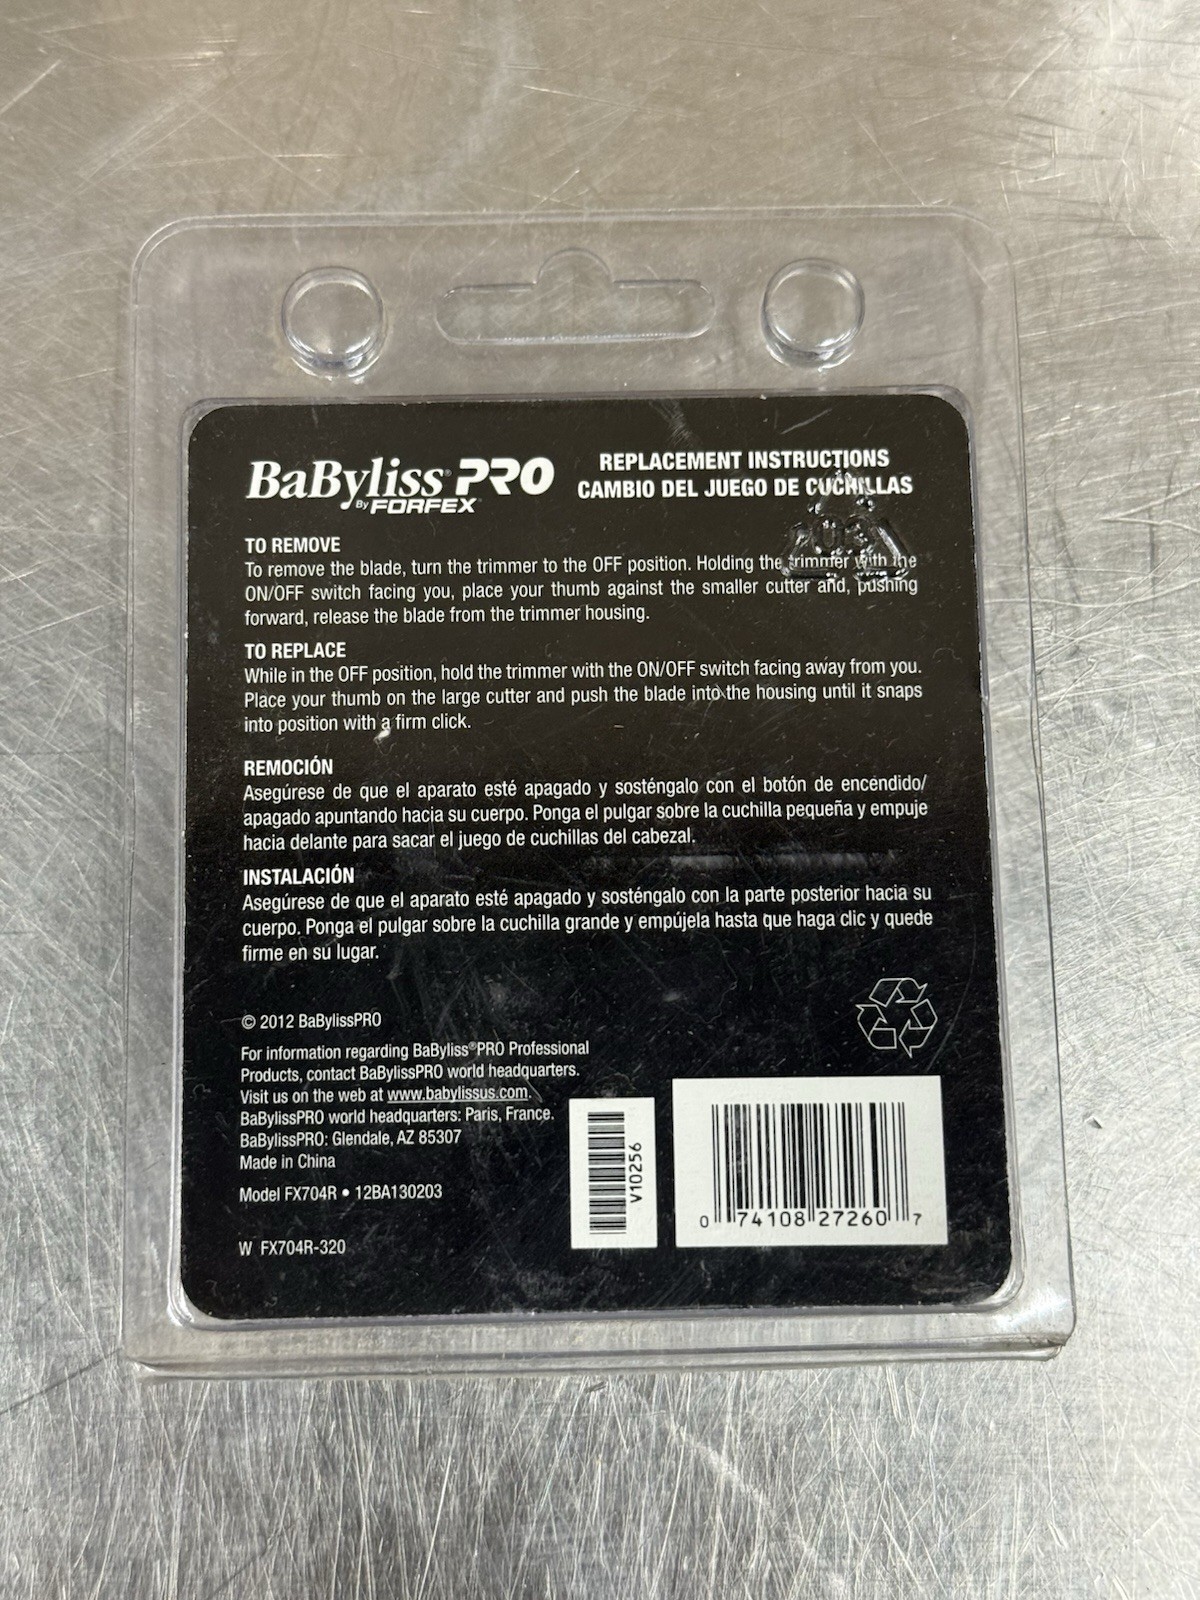 BaByliss® PRO
By FORFEX
REPLACEMENT INSTRUCTIONS
CAMBIO DEL JUEGO DE CUCHILLAS
TO REMOVE
To remove the blade, turn the trimmer to the OFF position. Holding the trimmer with the
ON/OFF switch facing you, place your thumb against the smaller cutter and, pushing
forward, release the blade from the trimmer housing.
TO REPLACE
While in the OFF position, hold the trimmer with the ON/OFF switch facing away from you.
Place your thumb on the large cutter and push the blade into the housing until it snaps
into position with a firm click.
REMOCIÓN
Asegúrese de que el aparato esté apagado y sosténgalo con el botón de encendido/
apagado apuntando hacia su cuerpo. Ponga el pulgar sobre la cuchilla pequeña y empuje
hacia delante para sacar el juego de cuchillas del cabezal.
INSTALACIÓN
Asegúrese de que el aparato esté apagado y sosténgalo con la parte posterior hacia su
cuerpo. Ponga el pulgar sobre la cuchilla grande y empújela hasta que haga clic y quede
firme en su lugar.
© 2012 BaBylissPRO
For information regarding BaByliss®PRO Professional
Products, contact BaBylissPRO world headquarters.
Visit us on the web at www.babylissus.com.
BaBylissPRO world headquarters: Paris, France.
BaBylissPRO: Glendale, AZ 85307
Made in China
Model FX704R • 12BA130203
W FX704R-320
V10256
0 74108 27260 7